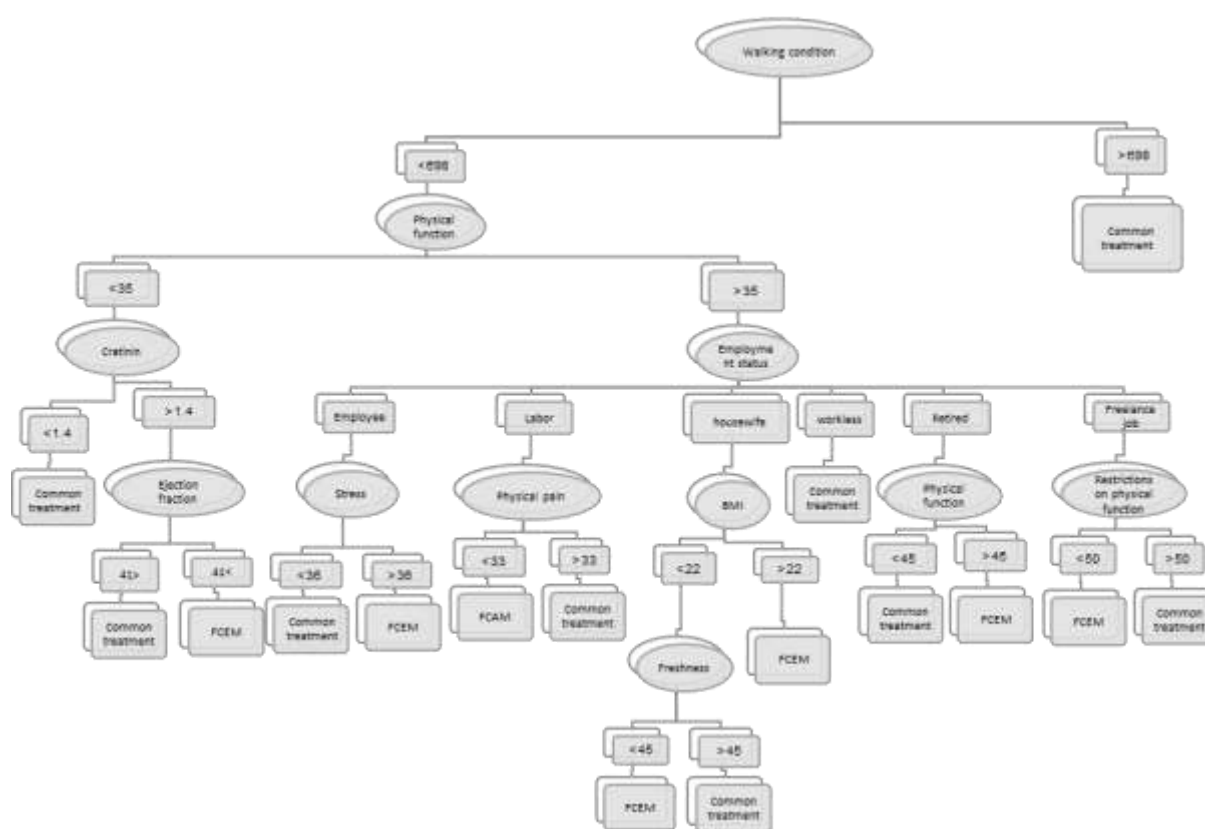 Walking condition
<698
>698
Physical
function
Common
treatment
<35
>35
Cretinin
Employme
nt status
<1.4
>1.4
Employee
Labor
housewife
workless
Retired
Freelance
job
Common
treatment
Ejection
fraction
Stress
Physical pain
BMI
Common
treatment
Physical
function
Restrictions
on physical
function
41>
41<
<36
>36
<33
>33
<22
>22
<45
>45
<50
>50
Common
treatment
FCEM
Common
treatment
FCEM
FCAM
Common
treatment
Freshness
FCEM
Common
treatment
FCEM
FCEM
Common
treatment
<45
>45
FCEM
Common
treatment